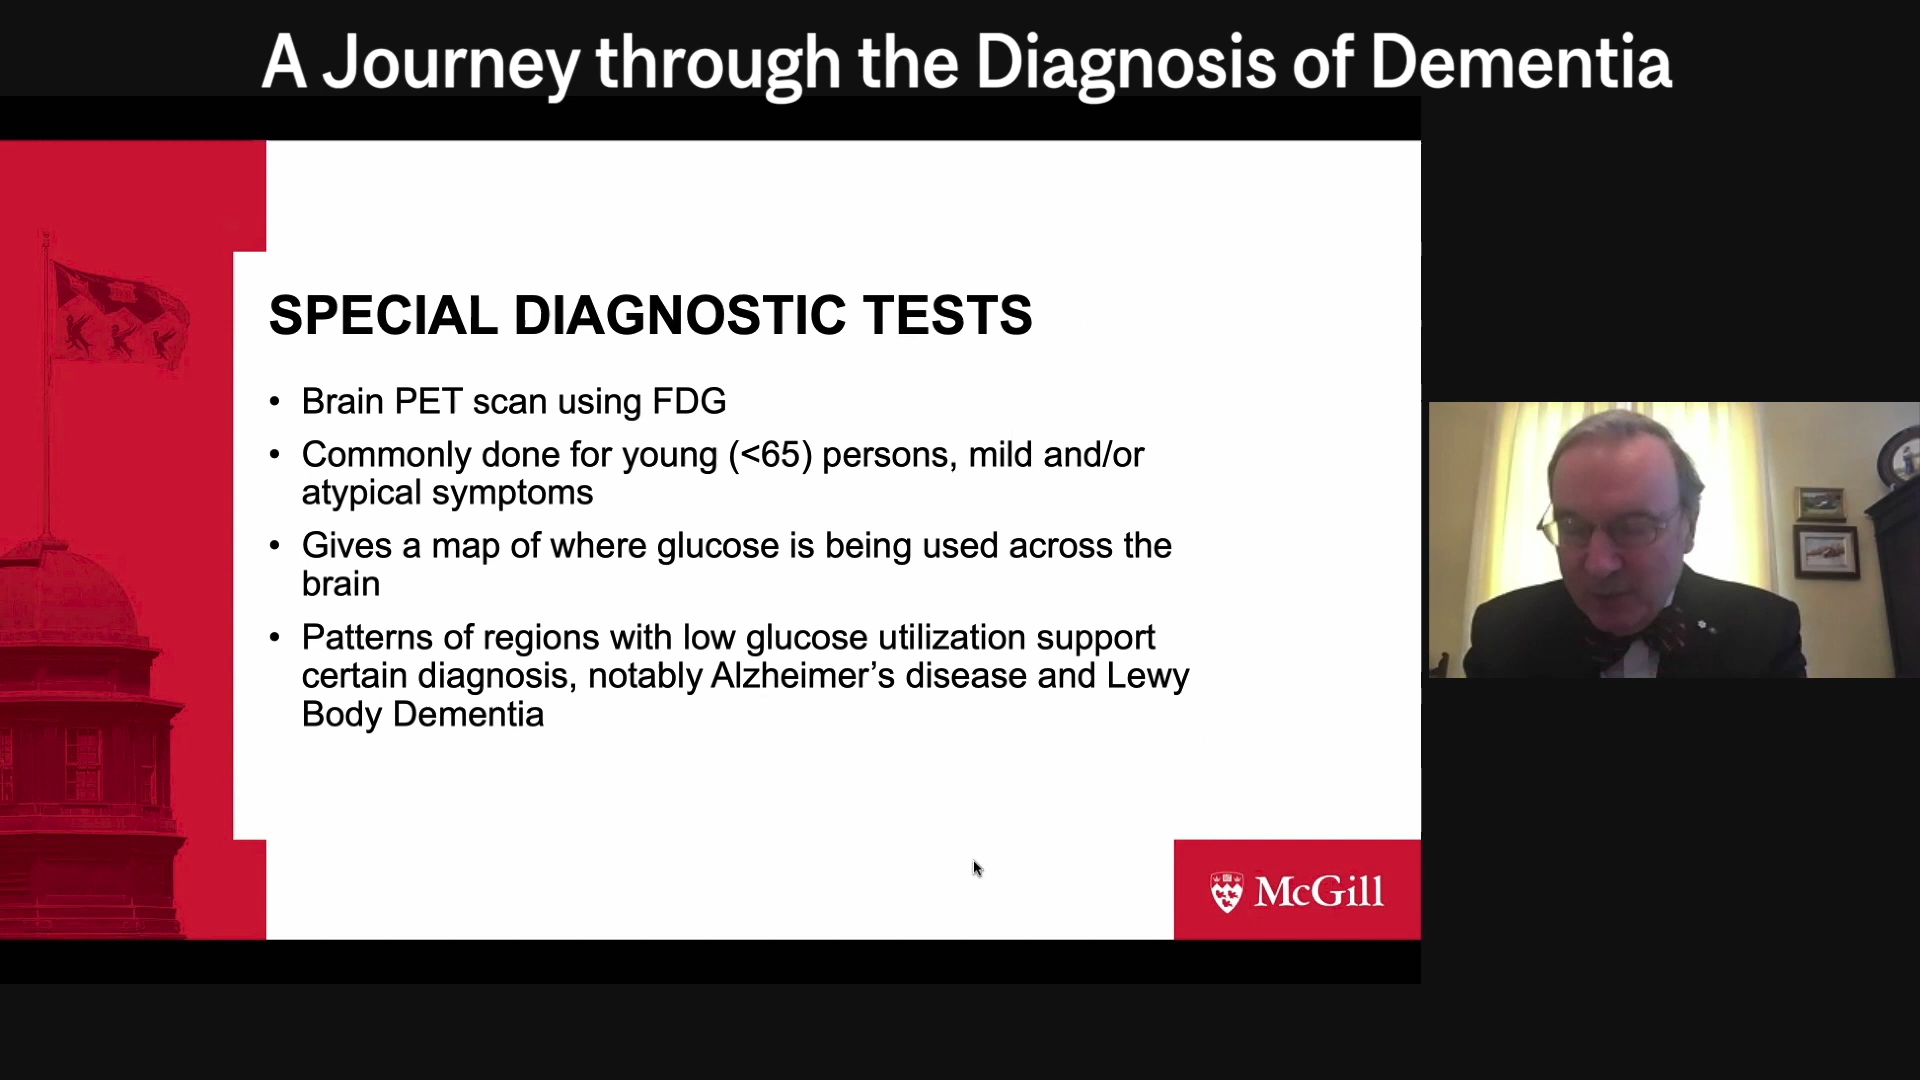 A Journey through the Diagnosis of Dementia
SPECIAL DIAGNOSTIC TESTS
• Brain PET scan using FDG
• Commonly done for young (<65) persons, mild and/or
atypical symptoms
• Gives a map of where glucose is being used across the
brain
• Patterns of regions with low glucose utilization support
certain diagnosis, notably Alzheimer’s disease and Lewy
Body Dementia
McGill